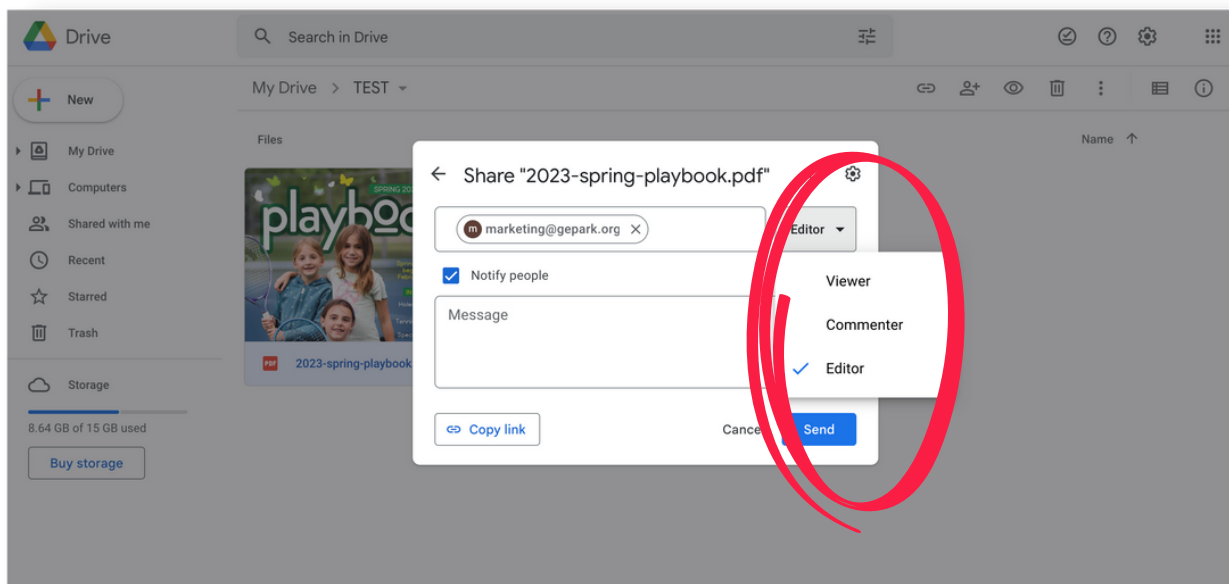 Drive
Search in Drive
New
My Drive > TEST
Files
Name
My Drive
Computers
Shared with me
Recent
Starred
Trash
Storage
8.64 GB of 15 GB used
Buy storage
SPRING 20
playboo
PDF 2023-spring-playbook
Share "2023-spring-playbook.pdf"
m marketing@gepark.org
Editor
Notify people
Message
Viewer
Commenter
Editor
Copy link
Cance
Send